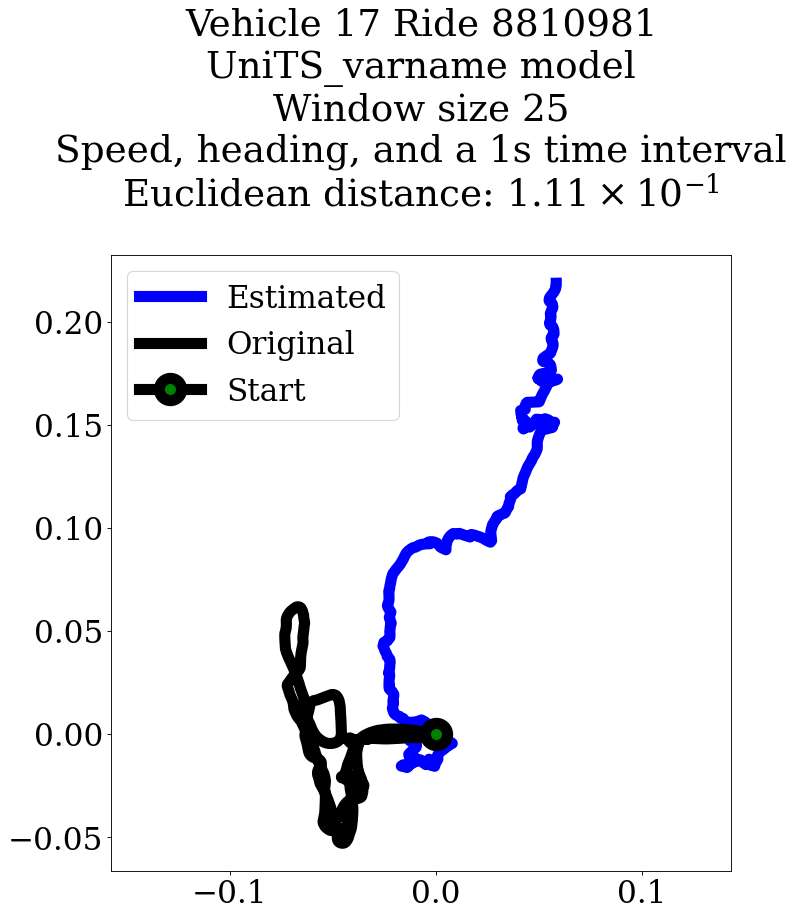 Vehicle 17 Ride 8810981
UniTS_varname model
Window size 25
Speed, heading, and a 1s time interval
Euclidean distance: 1.11 × 10⁻¹
Estimated
Original
Start
0.20
0.15
0.10
0.05
0.00
−0.05
−0.1
0.0
0.1